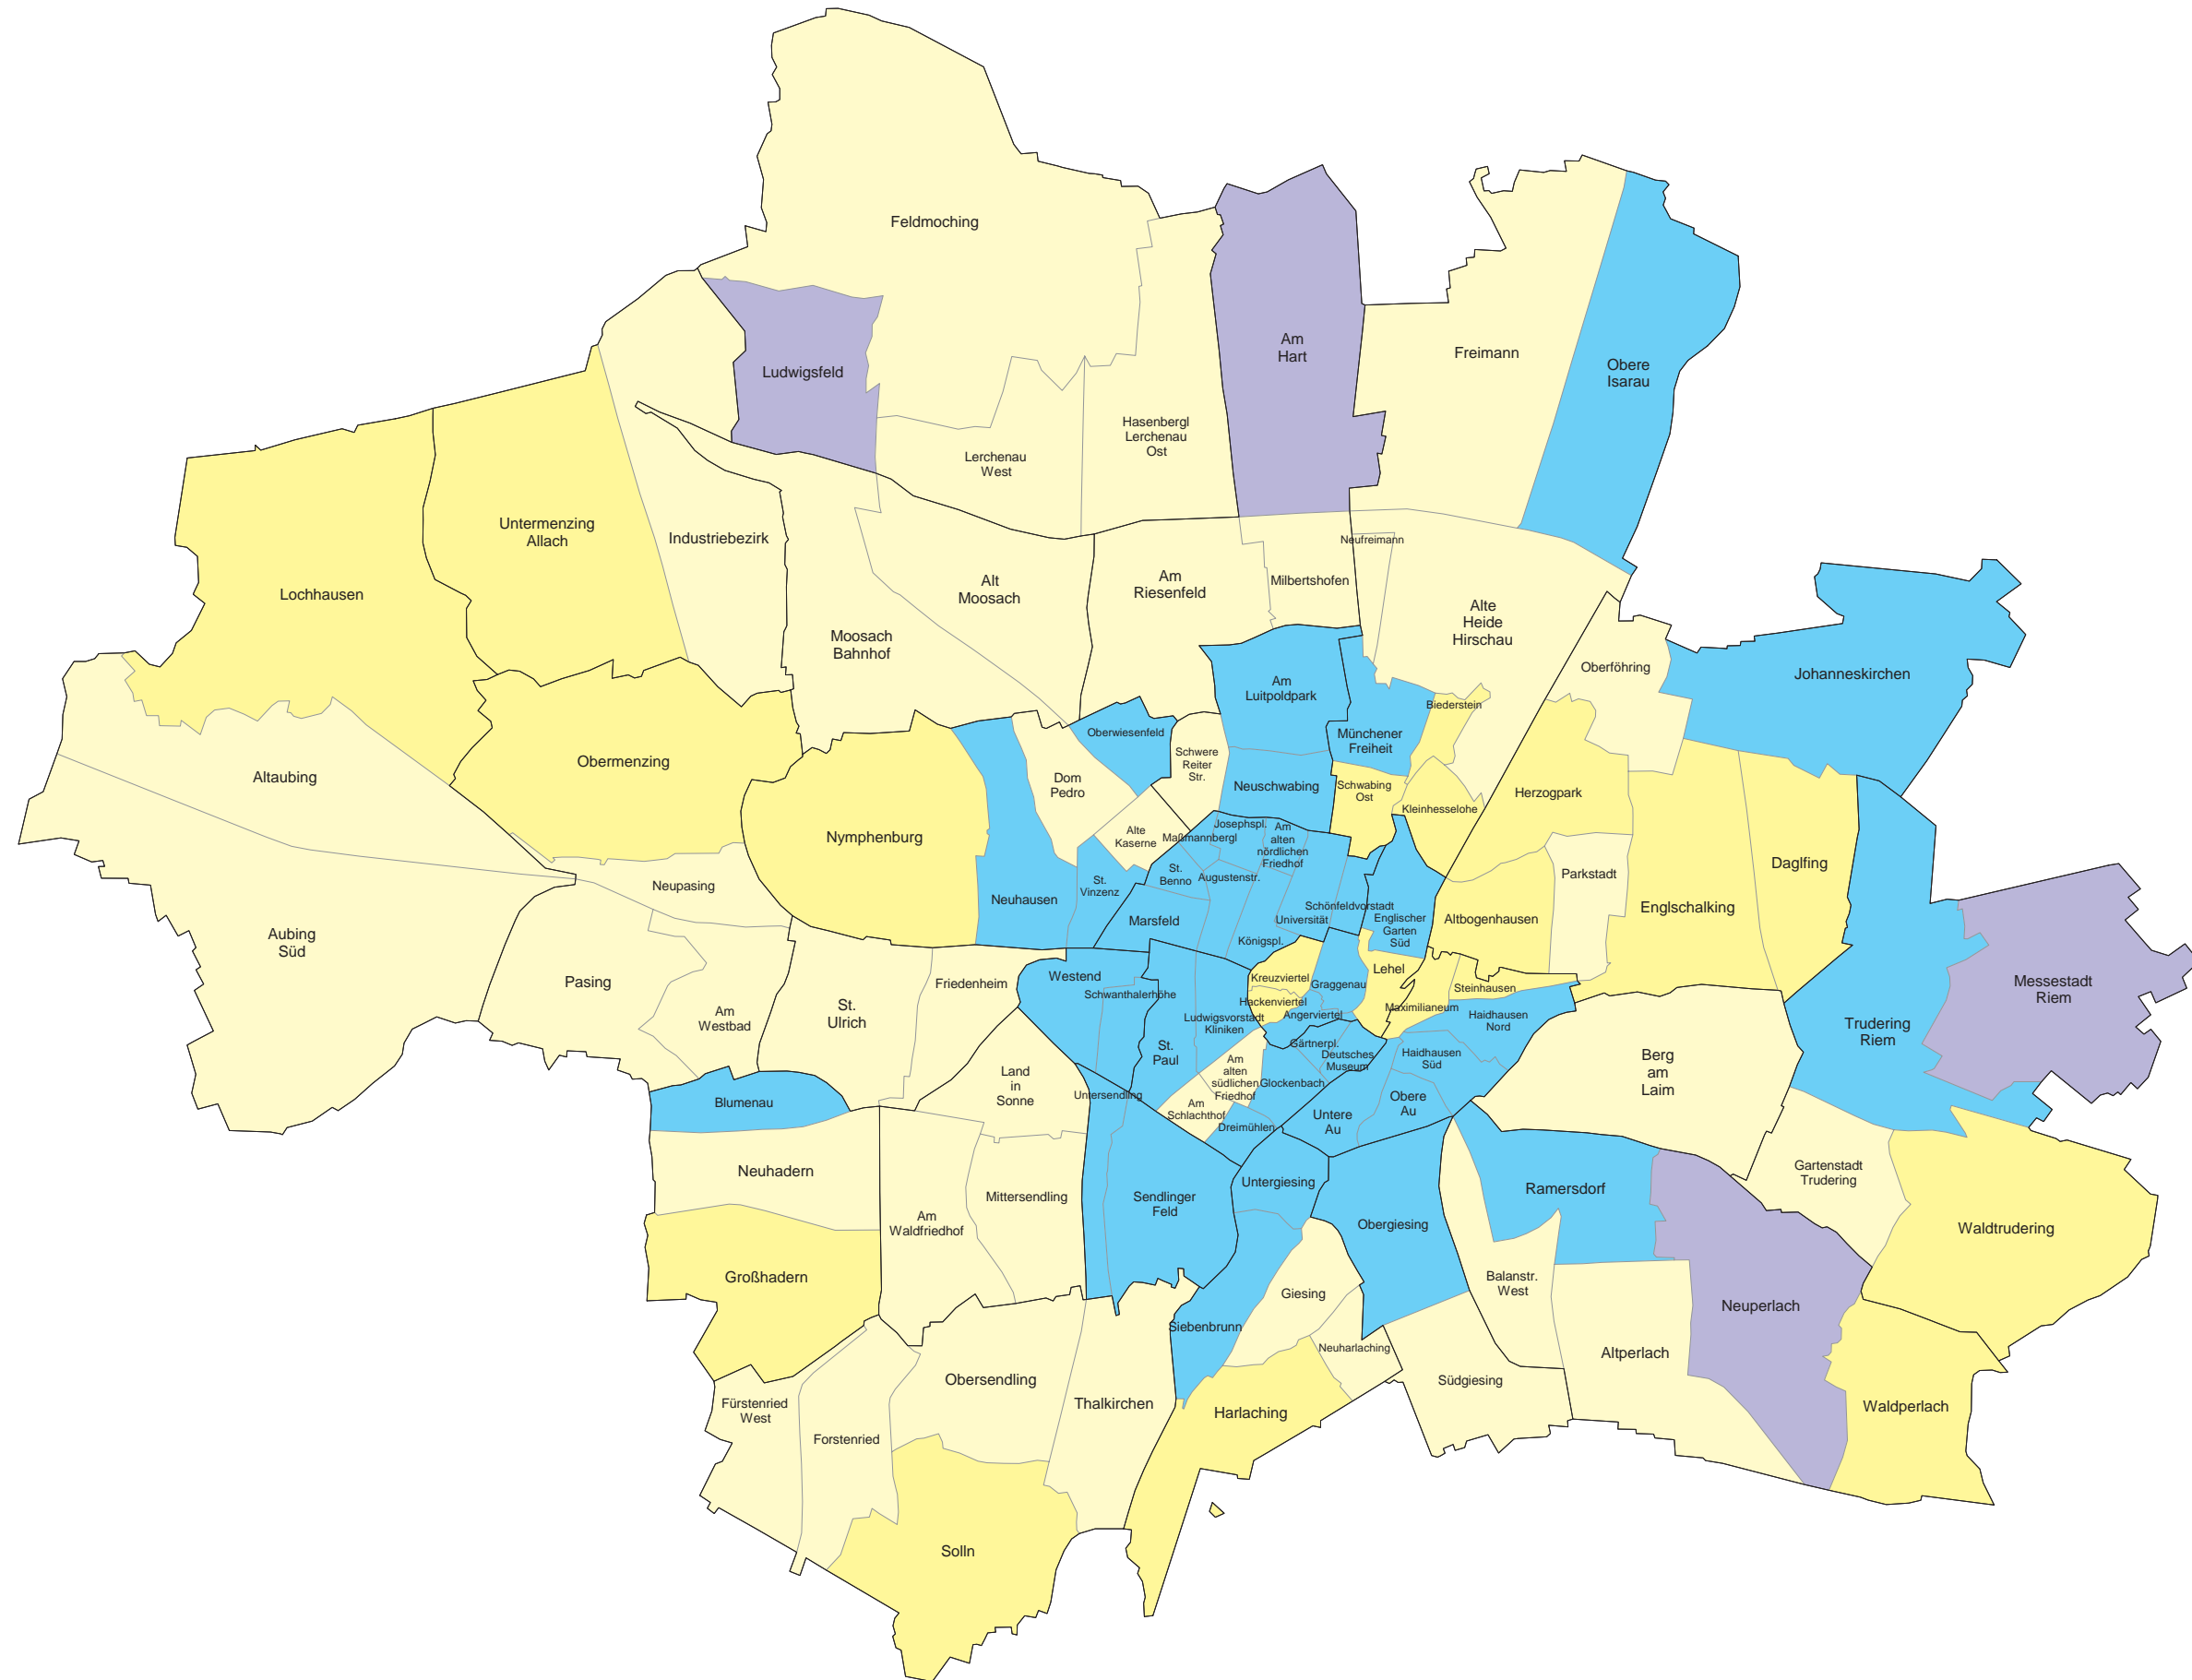 Feldmoching
Am
Hart
Freimann
Obere
Isarau
Ludwigsfeld
Hasenbergl
Lerchenau
Ost
Lerchenau
West
Untermenzing
Allach
Industriebezirk
Neufreimann
Lochhausen
Alt
Moosach
Am
Riesenfeld
Milbertshofen
Alte
Heide
Hirschau
Moosach
Bahnhof
Oberföhring
Johanneskirchen
Am
Luitpoldpark
Biederstein
Münchener
Freiheit
Oberwiesenfeld
Schwere
Reiter
Str.
Obermenzing
Altaubing
Dom
Pedro
Neuschwabing
Schwabing
Ost
Herzogpark
Kleinhesselohe
Nymphenburg
Alte
Kaserne
Maßmannbergl
Josephspl.
Am
alten
nördlichen
Friedhof
Daglfing
Neupasing
St.
Vinzenz
St.
Benno
Augustenstr.
Parkstadt
Neuhausen
Marsfeld
Universität
Schönfeldvorstadt
Englischer
Garten
Süd
Altbogenhausen
Englschalking
Aubing
Süd
Königspl.
Pasing
Am
Westbad
St.
Ulrich
Friedenheim
Westend
Schwanthalerhöhe
Kreuzviertel
Graggenau
Lehel
Steinhausen
Messestadt
Riem
Hackenviertel
Angerviertel
Maximilianeum
Ludwigsvorstadt
Kliniken
Haidhausen
Nord
Trudering
Riem
St.
Paul
Gärtnerpl.
Deutsches
Museum
Haidhausen
Süd
Berg
am
Laim
Land
in
Sonne
Am
alten
südlichen
Friedhof
Glockenbach
Untersendling
Blumenau
Am
Schlachthof
Dreimühlen
Untere
Au
Obere
Au
Neuhadern
Gartenstadt
Trudering
Am
Waldfriedhof
Mittersendling
Sendlinger
Feld
Untergiesing
Obergiesing
Ramersdorf
Waldtrudering
Großhadern
Giesing
Balanstr.
West
Neuperlach
Siebenbrunn
Neuharlaching
Altperlach
Obersendling
Südgiesing
Fürstenried
West
Thalkirchen
Harlaching
Waldperlach
Forstenried
Solln